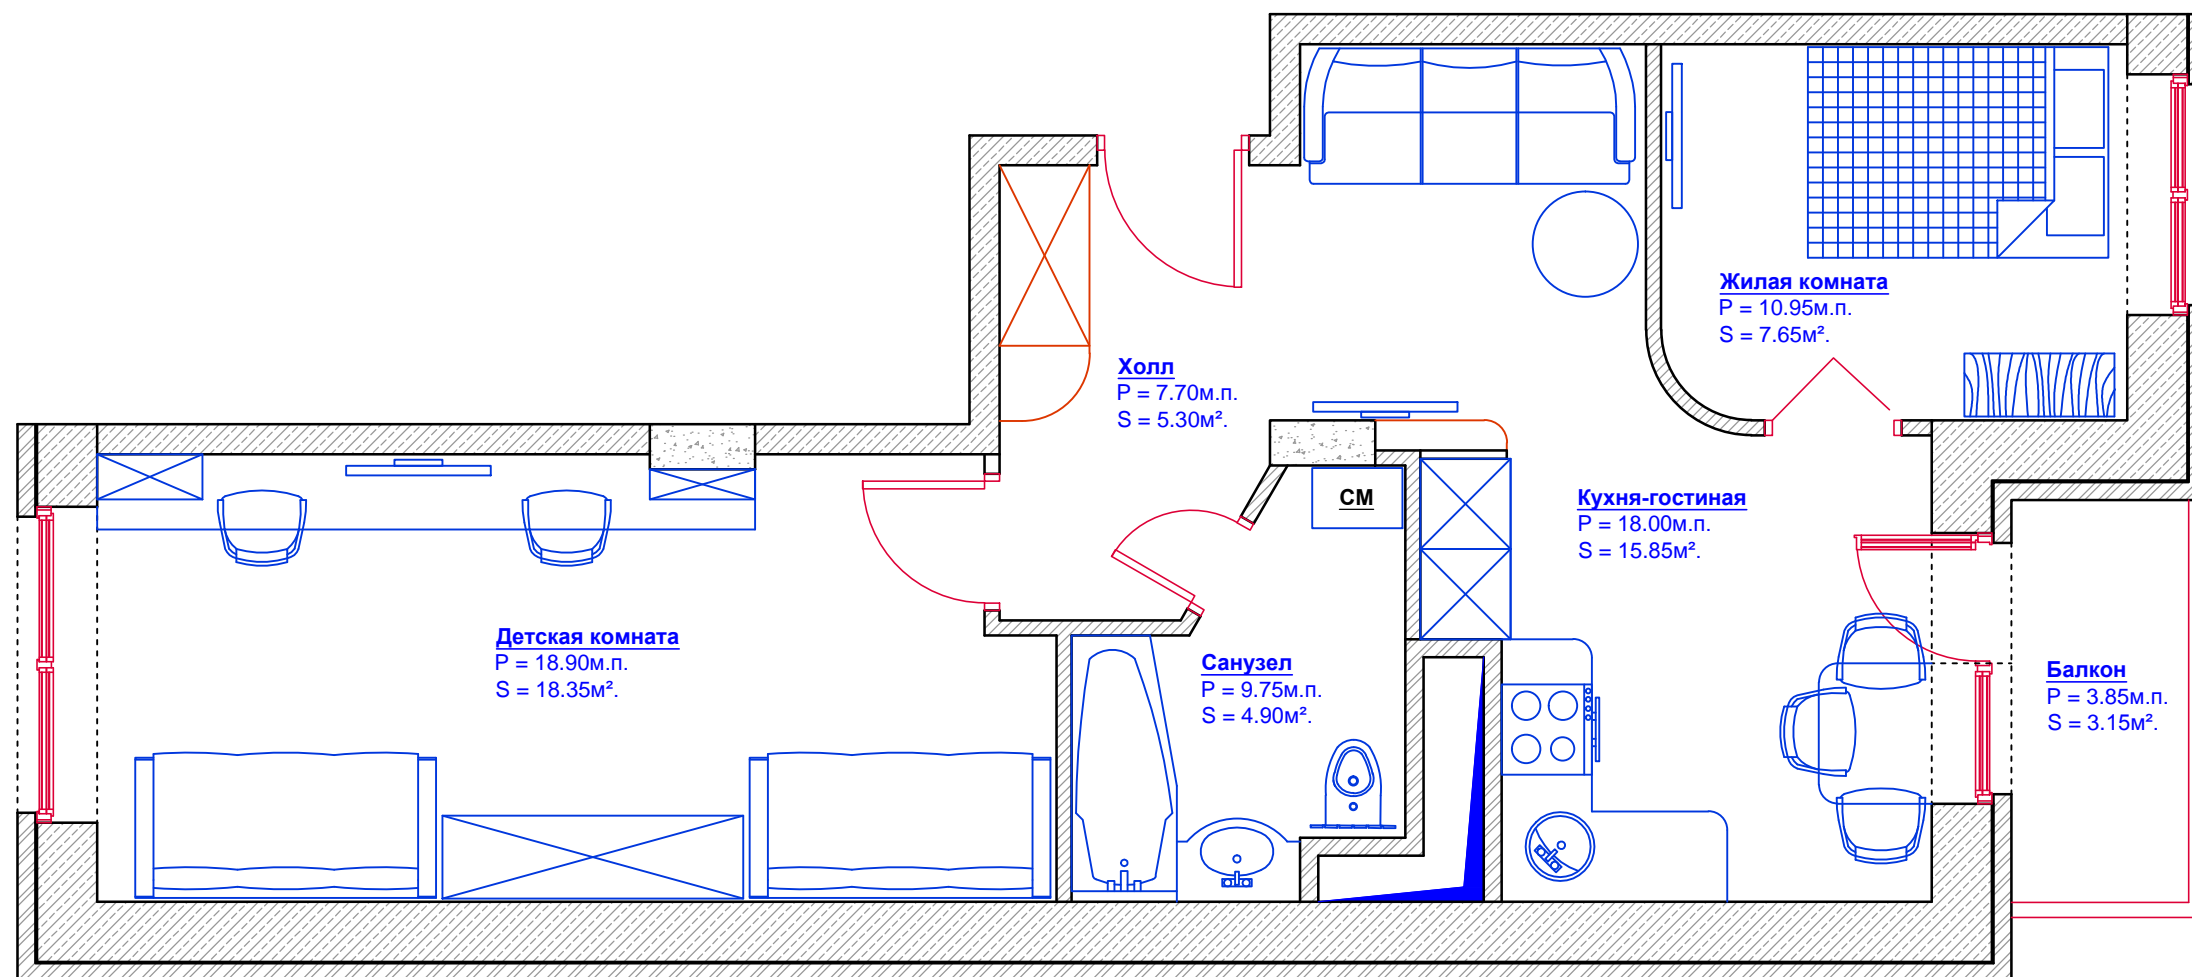 Жилая комната
P = 10.95м.п.
S = 7.65м².
Холл
P = 7.70м.п.
S = 5.30м².
СМ
Кухня-гостиная
P = 18.00м.п.
S = 15.85м².
Детская комната
P = 18.90м.п.
S = 18.35м².
Санузел
P = 9.75м.п.
S = 4.90м².
Балкон
P = 3.85м.п.
S = 3.15м².